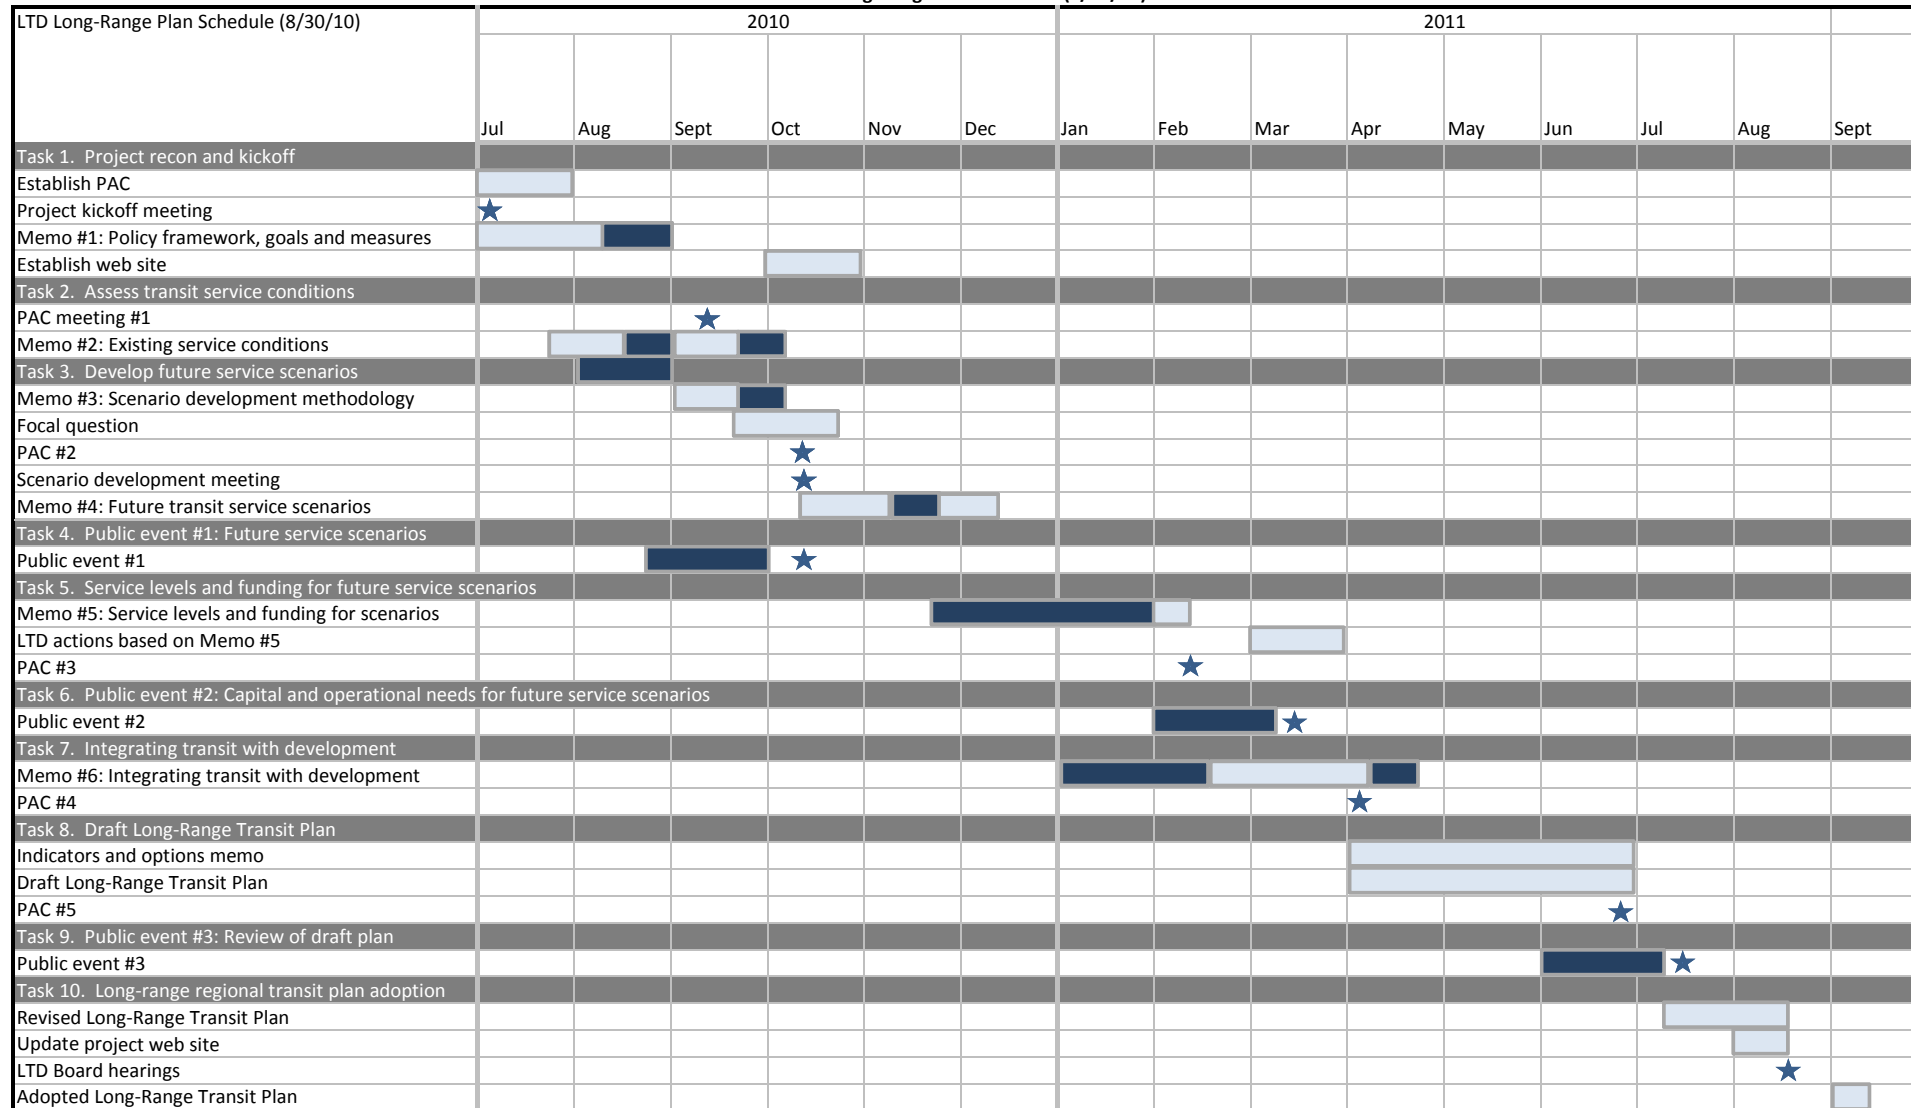 LTD Long-Range Plan Schedule (8/30/10)
2010
2011
Jul Aug Sept Oct Nov Dec Jan Feb Mar Apr May Jun Jul Aug Sept
Task 1. Project recon and kickoff
Establish PAC
Project kickoff meeting
Memo #1: Policy framework, goals and measures
Establish web site
Task 2. Assess transit service conditions
PAC meeting #1
Memo #2: Existing service conditions
Task 3. Develop future service scenarios
Memo #3: Scenario development methodology
Focal question
PAC #2
Scenario development meeting
Memo #4: Future transit service scenarios
Task 4. Public event #1: Future service scenarios
Public event #1
Task 5. Service levels and funding for future service scenarios
Memo #5: Service levels and funding for scenarios
LTD actions based on Memo #5
PAC #3
Task 6. Public event #2: Capital and operational needs for future service scenarios
Public event #2
Task 7. Integrating transit with development
Memo #6: Integrating transit with development
PAC #4
Task 8. Draft Long-Range Transit Plan
Indicators and options memo
Draft Long-Range Transit Plan
PAC #5
Task 9. Public event #3: Review of draft plan
Public event #3
Task 10. Long-range regional transit plan adoption
Revised Long-Range Transit Plan
Update project web site
LTD Board hearings
Adopted Long-Range Transit Plan